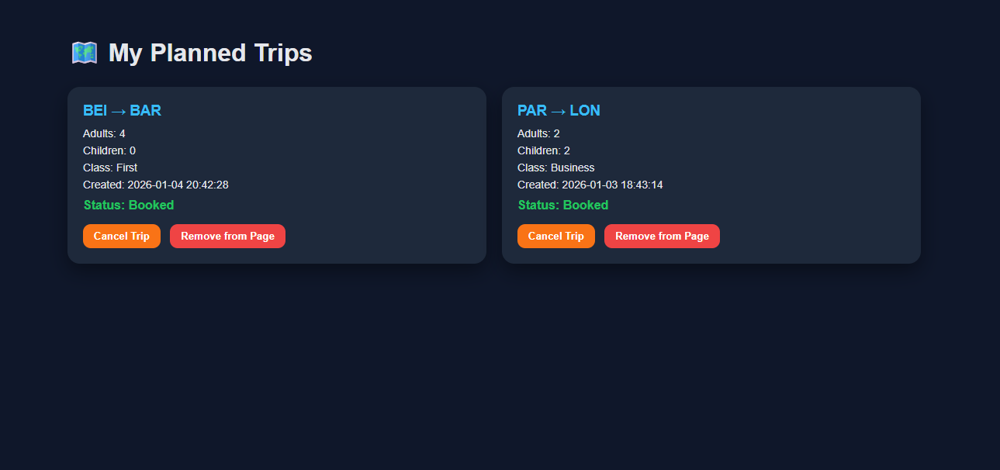 My Planned Trips
BEI → BAR
Adults: 4
Children: 0
Class: First
Created: 2026-01-04 20:42:28
Status: Booked
Cancel Trip Remove from Page
PAR → LON
Adults: 2
Children: 2
Class: Business
Created: 2026-01-03 18:43:14
Status: Booked
Cancel Trip Remove from Page